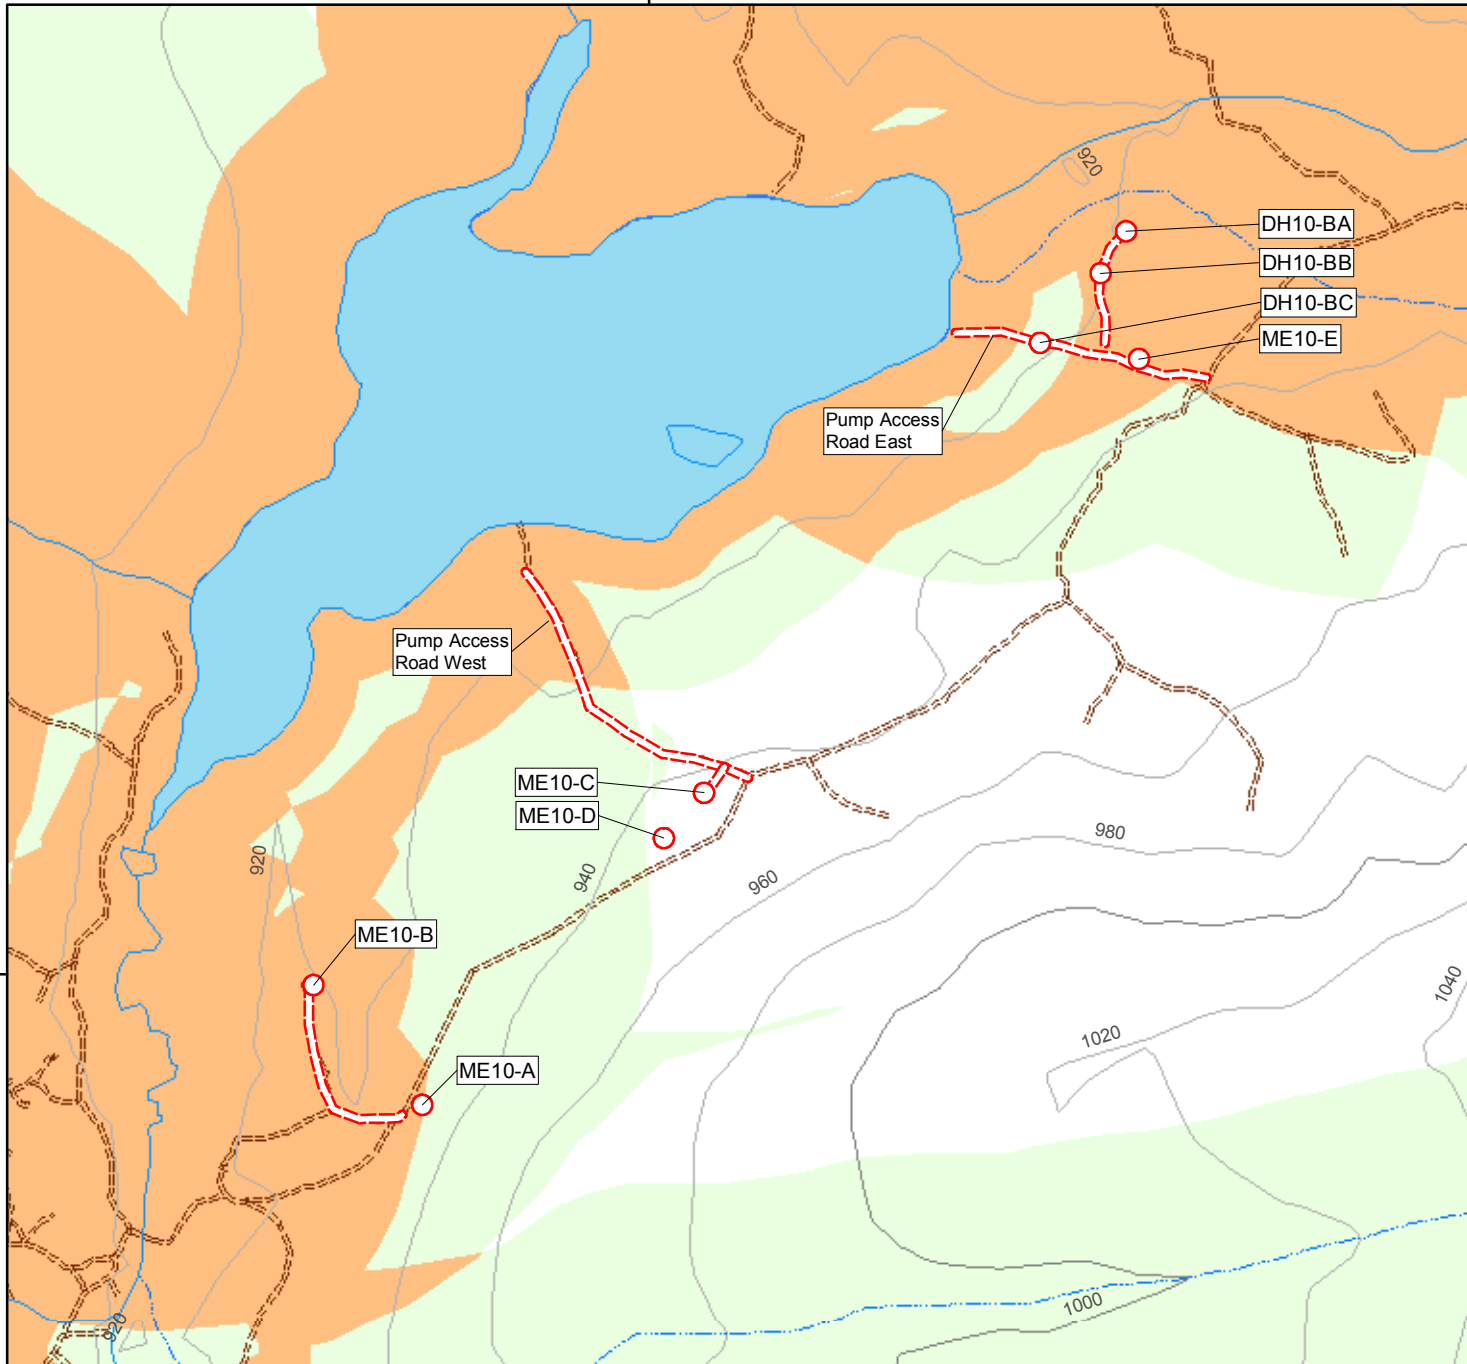 920
DH10-BA
DH10-BB
DH10-BC
ME10-E
Pump Access
Road East
Pump Access
Road West
ME10-C
ME10-D
980
920
940
960
ME10-B
1040
1020
ME10-A
1000
920